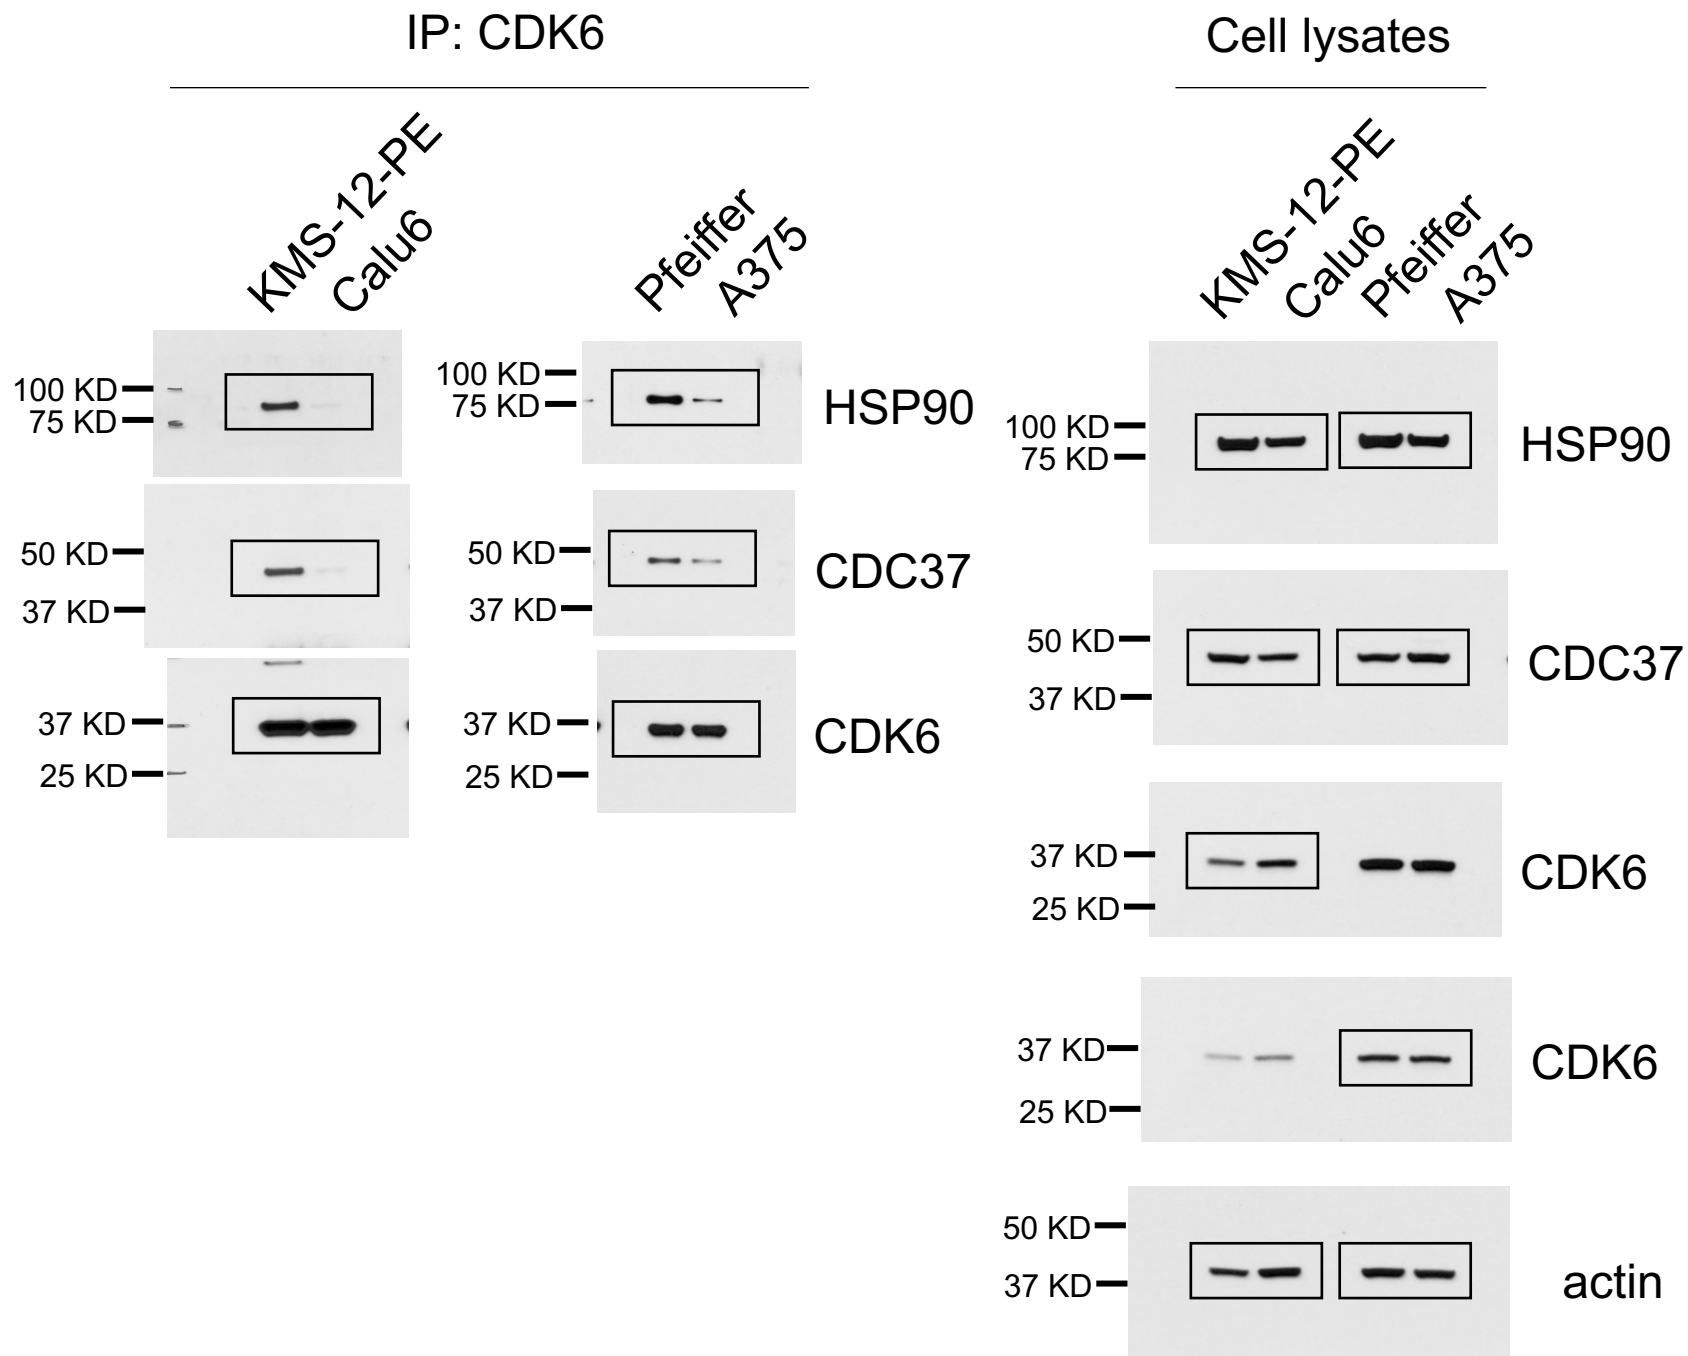 IP: CDK6
KMS-12-PE
Calu6
Pfeiffer
A375
100 KD
75 KD
100 KD
75 KD
HSP90
50 KD
37 KD
50 KD
37 KD
CDC37
37 KD
25 KD
37 KD
25 KD
CDK6
Cell lysates
KMS-12-PE
Calu6
Pfeiffer
A375
100 KD
75 KD
HSP90
50 KD
37 KD
CDC37
37 KD
25 KD
CDK6
37 KD
25 KD
CDK6
50 KD
37 KD
actin